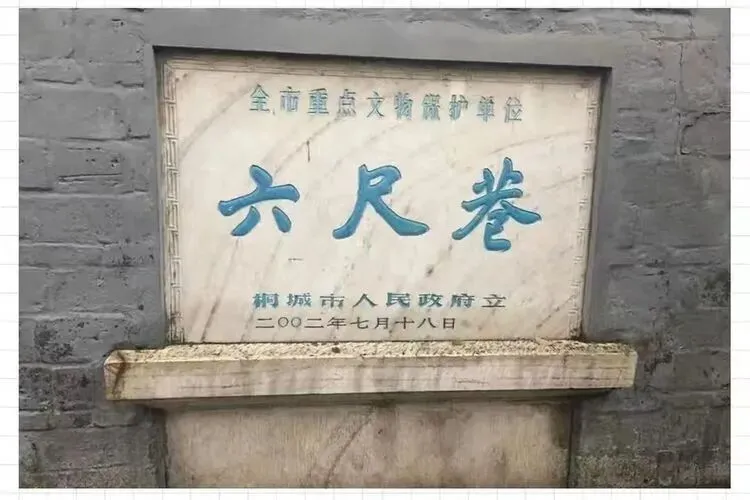 全市重点文物保护单位
六尺巷
桐城市人民政府立
二〇〇二年七月十八日